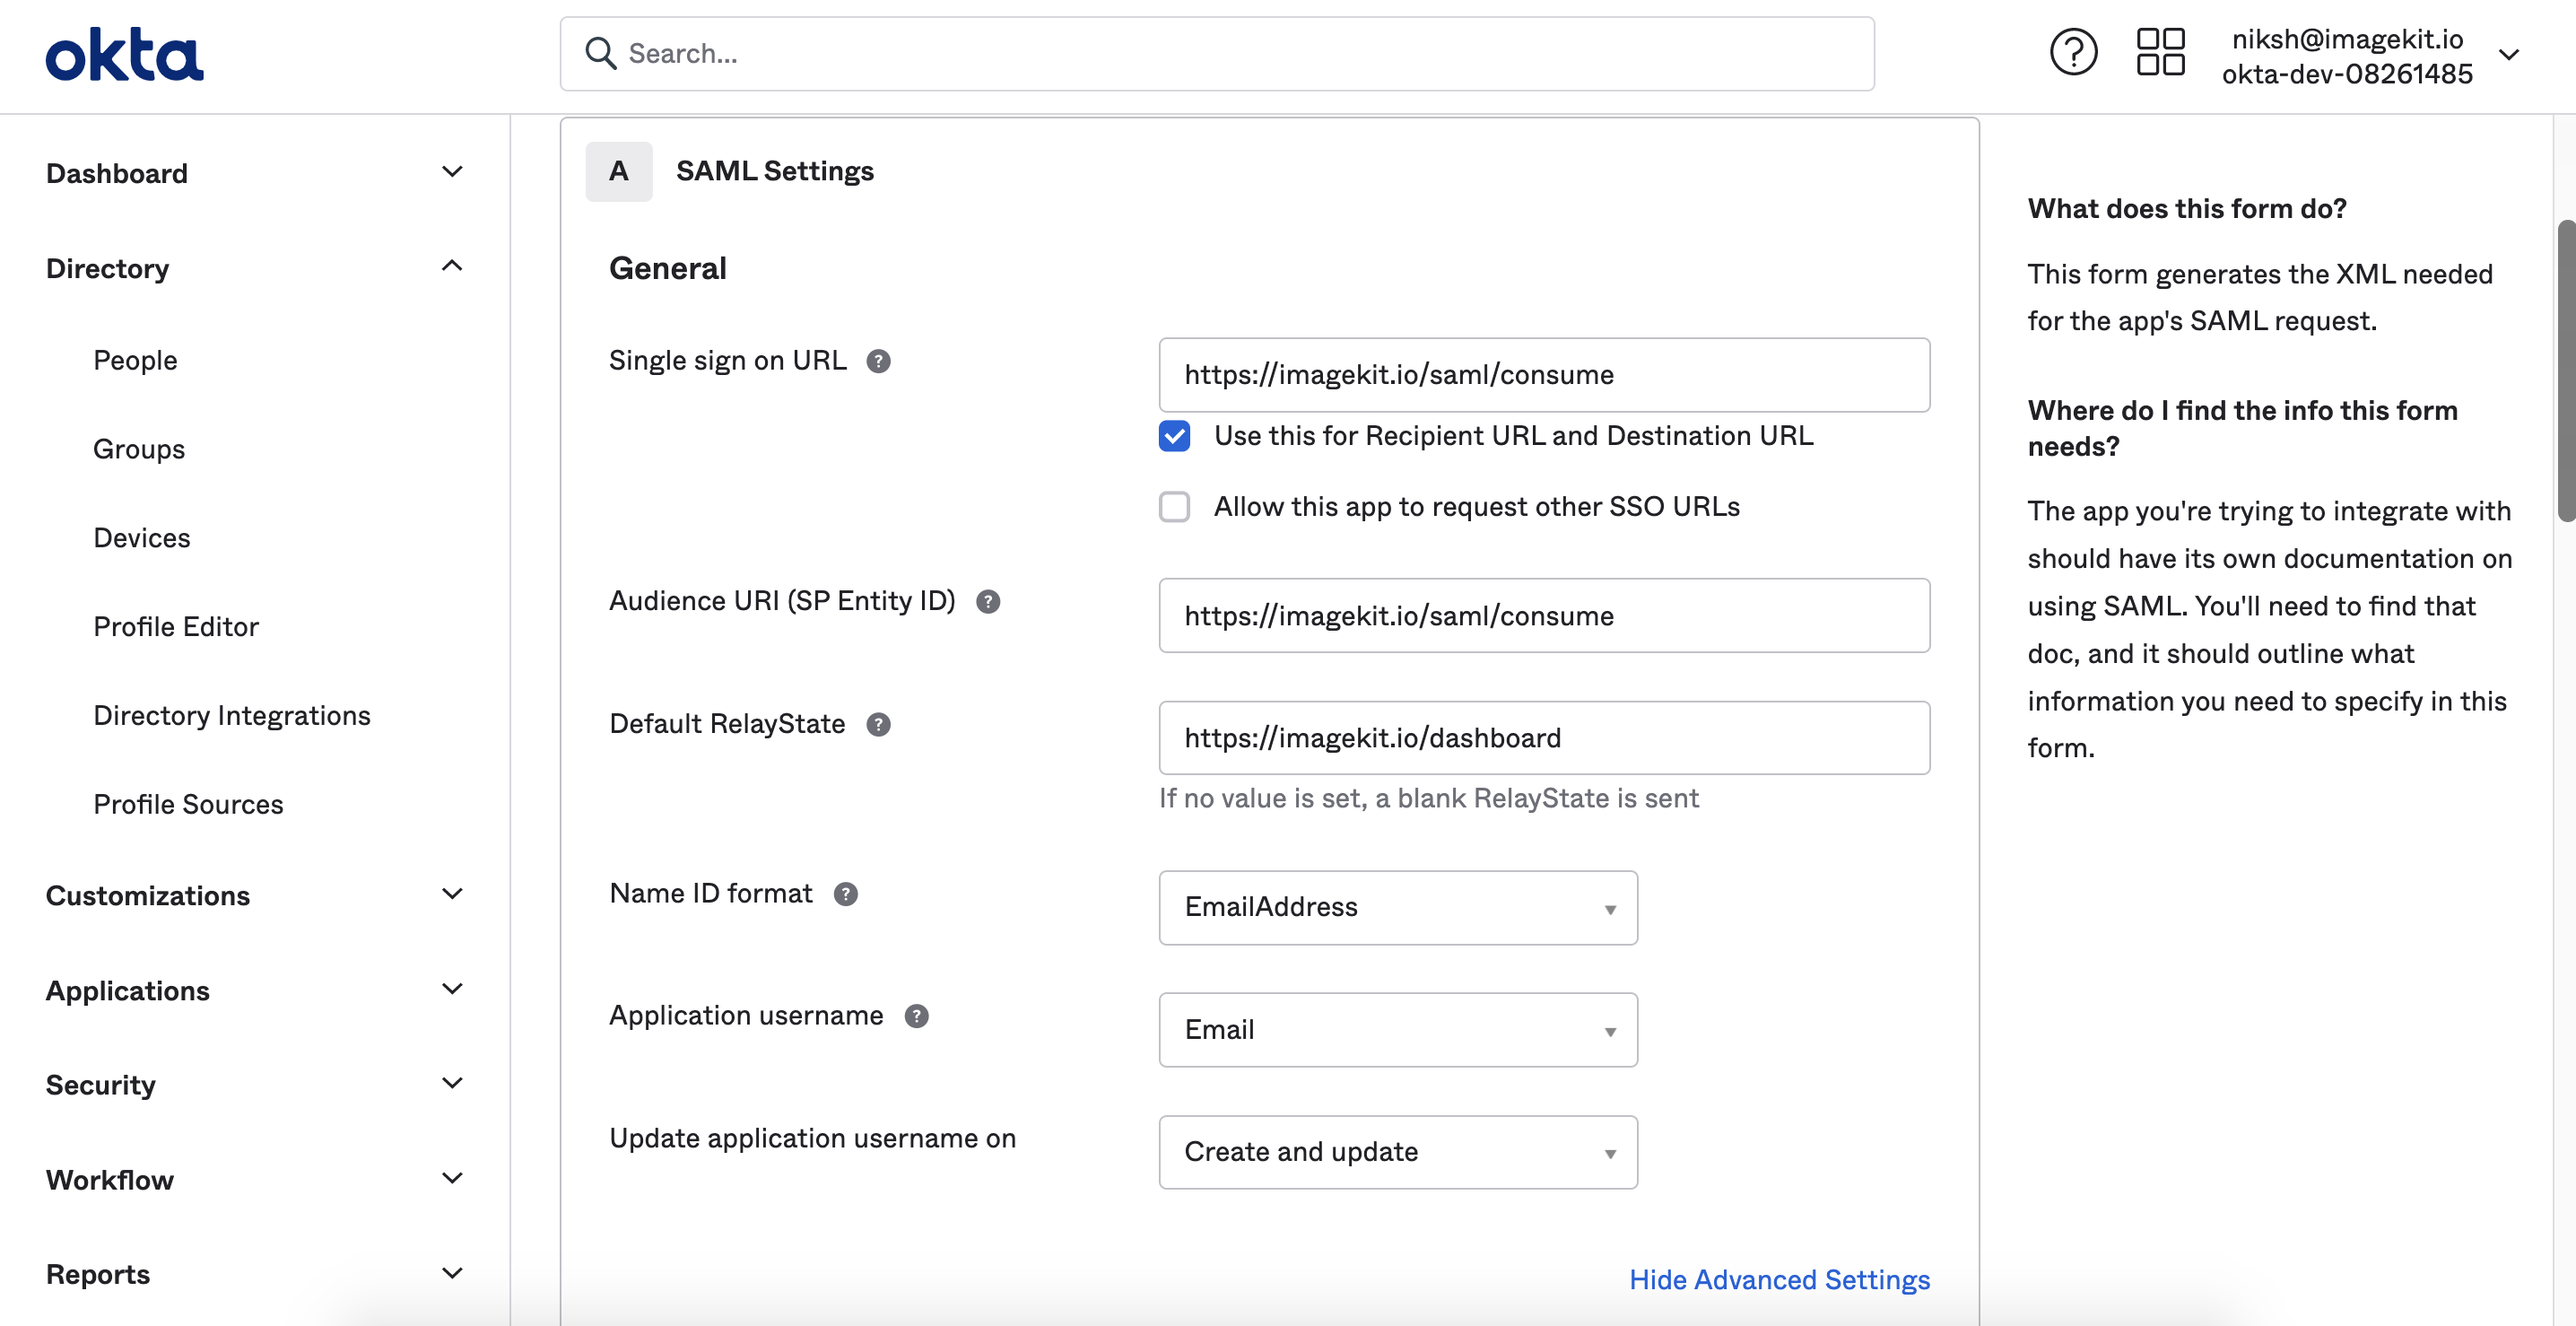 okta
Search...
niksh@imagekit.io
okta-dev-08261485
Dashboard
Directory
People
Groups
Devices
Profile Editor
Directory Integrations
Profile Sources
Customizations
Applications
Security
Workflow
Reports
A SAML Settings
General
Single sign on URL ?
https://imagekit.io/saml/consume
Use this for Recipient URL and Destination URL
Allow this app to request other SSO URLs
Audience URI (SP Entity ID) ?
https://imagekit.io/saml/consume
Default RelayState ?
https://imagekit.io/dashboard
If no value is set, a blank RelayState is sent
Name ID format ?
EmailAddress
Application username ?
Email
Update application username on
Create and update
Hide Advanced Settings
What does this form do?
This form generates the XML needed
for the app's SAML request.
Where do I find the info this form
needs?
The app you're trying to integrate with
should have its own documentation on
using SAML. You'll need to find that
doc, and it should outline what
information you need to specify in this
form.